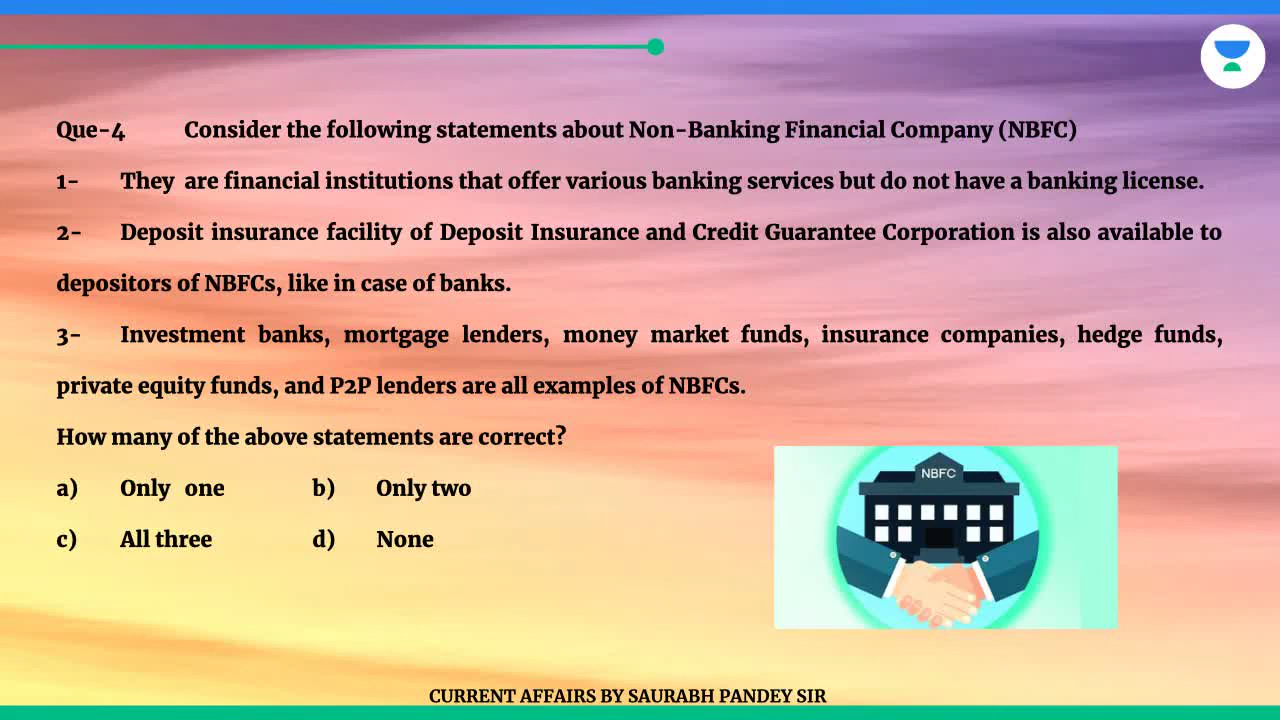 Que-4 Consider the following statements about Non-Banking Financial Company (NBFC)
1- They are financial institutions that offer various banking services but do not have a banking license.
2- Deposit insurance facility of Deposit Insurance and Credit Guarantee Corporation is also available to
depositors of NBFCs, like in case of banks.
3- Investment banks, mortgage lenders, money market funds, insurance companies, hedge funds,
private equity funds, and P2P lenders are all examples of NBFCs.
How many of the above statements are correct?
a) Only one b) Only two
c) All three d) None
NBFC
CURRENT AFFAIRS BY SAURABH PANDEY SIR